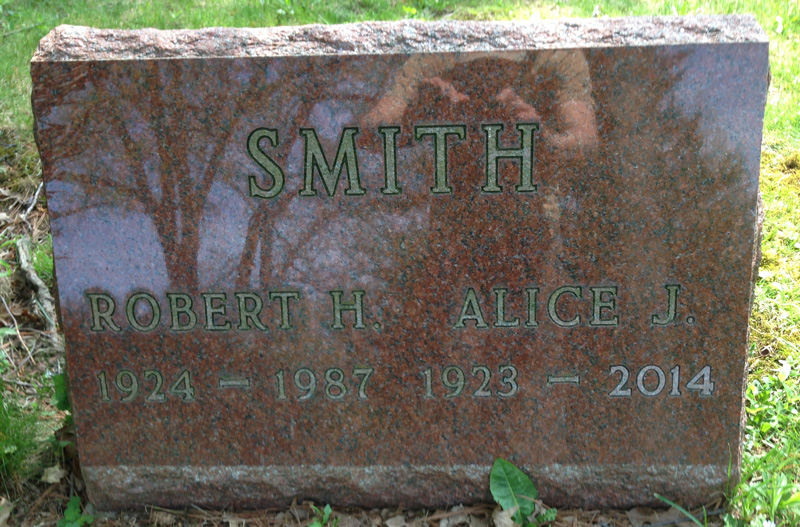 SMITH
ROBERT H. ALICE J.
1924 – 1987 1923 – 2014